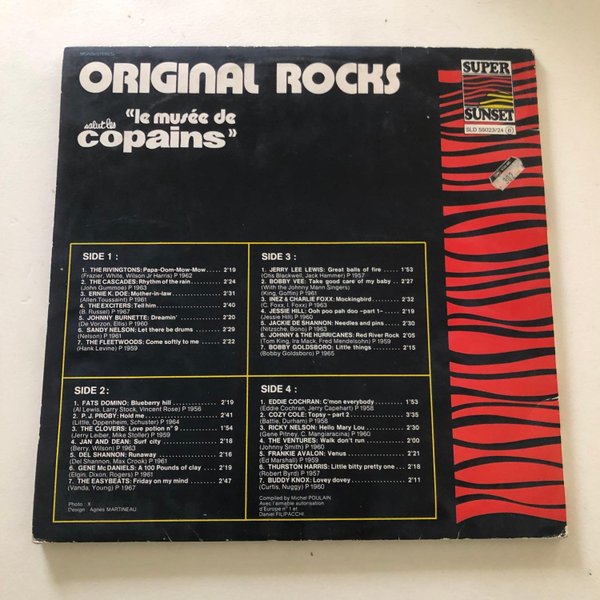 ORIGINAL ROCKS
"le musée de
salut les
copains"
SUPER
SUNSET
SLD 55023/24 B
SIDE 1 :
1. THE RIVINGTONS: Papa-Oom-Mow-Mow..... 2'19
(Frazier, White, Wilson Jr Harris) P 1962
2. THE CASCADES: Rhythm of the rain......... 2'24
(John Gummoe) P 1963
3. ERNIE K. DOE: Mother-in-law............. 2'31
(Allen Toussaint) P 1961
4. THE EXCITERS: Tell him................. 2'40
(B. Russel) P 1967
5. JOHNNY BURNETTE: Dreamin'............ 2'20
(De Vorzon, Ellis) P 1960
6. SANDY NELSON: Let there be drums........ 2'29
(Nelson) P 1961
7. THE FLEETWOODS: Come softly to me...... 2'22
(Hank Levine) P 1959
SIDE 2 :
1. FATS DOMINO: Blueberry hill............. 2'19
(Al Lewis, Larry Stock, Vincent Rose) P 1956
2. P.J. PROBY: Hold me.................. 2'41
(Little, Oppenheim, Schuster) P 1964
3. THE CLOVERS: Love potion n° 9........... 1'54
(Jerry Leiber, Mike Stoller) P 1959
4. JAN AND DEAN: Surf city................ 2'18
(Berry, Wilson) P 1963
5. DEL SHANNON: Runaway................ 2'16
(Del Shannon, Max Crook) P 1961
6. GENE McDANIELS: A 100 Pounds of clay..... 2'19
(Elgin, Dixon, Rogers) P 1961
7. THE EASYBEATS: Friday on my mind........ 2'47
(Vanda, Young) P 1967
Photo : X
Design : Agnès MARTINEAU
SIDE 3 :
1. JERRY LEE LEWIS: Great balls of fire.... 1'53
(Otis Blackwell, Jack Hammer) P 1957
2. BOBBY VEE: Take good care of my baby.. 2'27
(With the Johnny Mann Singers)
(King, Goffin) P 1961
3. INEZ & CHARLIE FOXX: Mockingbird..... 2'32
(C. Foxx, I. Foxx) P 1963
4. JESSIE HILL: Ooh poo pah doo -part 1-.. 2'19
(Jessie Hill) P 1960
5. JACKIE DE SHANNON: Needles and pins.. 2'30
(Nitzsche, Bono) P 1963
6. JOHNNY & THE HURRICANES: Red River Rock 2'05
(Tom King, Ira Mack, Fred Mendelsohn) P 1959
7. BOBBY GOLDSBORO: Little things....... 2'15
(Bobby Goldsboro) P 1965
SIDE 4 :
1. EDDIE COCHRAN: C'mon everybody....... 1'53
(Eddie Cochran, Jerry Capehart) P 1958
2. COZY COLE: Topsy - part 2............. 3'35
(Battle, Durham) P 1958
3. RICKY NELSON: Hello Mary Lou......... 2'30
(Gene Pitney, C. Mangiaracina) P 1960
4. THE VENTURES: Walk don't run........ 2'00
(Johnny Smith) P 1960
5. FRANKIE AVALON: Venus............. 2'21
(Ed Marshall) P 1959
6. THURSTON HARRIS: Little bitty pretty one... 2'18
(Robert Byrd) P 1957
7. BUDDY KNOX: Lovey dovey............ 2'11
(Curtis, Nuggy) P 1960
Compiled by Michel POULAIN
Avec l'aimable autorisation
d'Europe n° 1 et
Daniel FILIPACCHI.